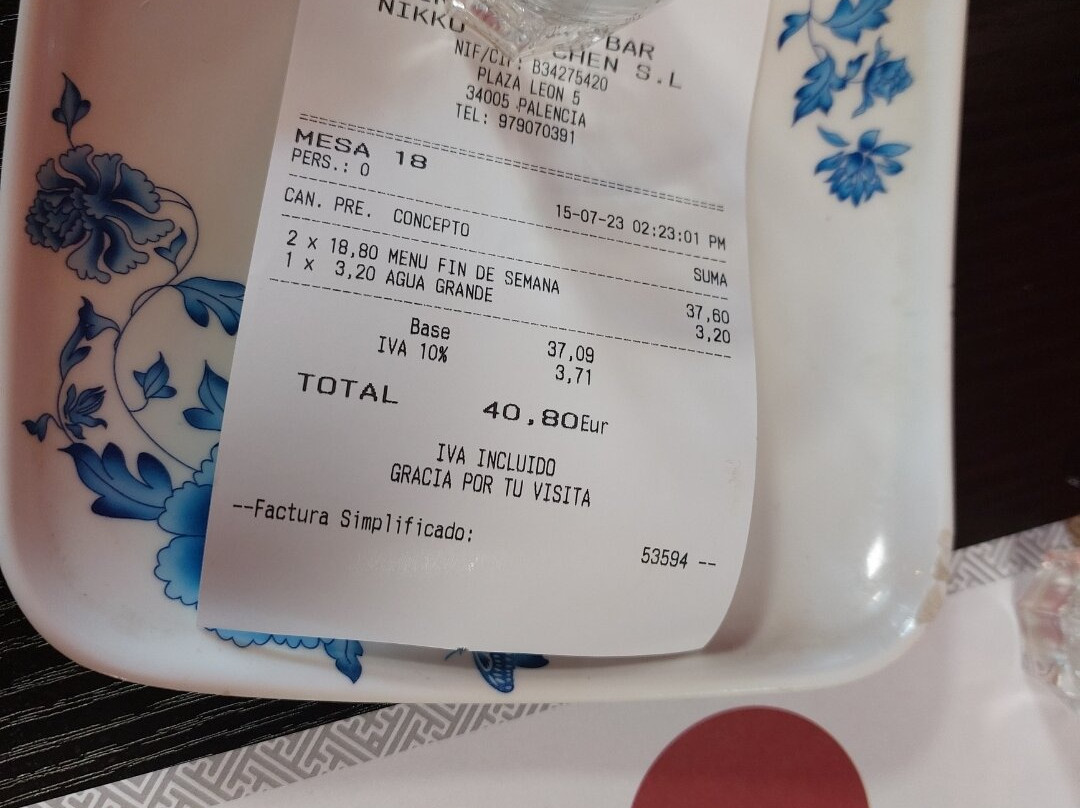 NIKKU BAR
CHEN S.L
NIF/CIF: B34275420
PLAZA LEON 5
34005 PALENCIA
TEL: 979070391
MESA 18
PERS.: 0
15-07-23 02:23:01 PM
CAN. PRE. CONCEPTO SUMA
2 x 18,80 MENU FIN DE SEMANA 37,60
1 x 3,20 AGUA GRANDE 3,20
Base 37,09
IVA 10% 3,71
TOTAL 40,80Eur
IVA INCLUIDO
GRACIA POR TU VISITA
--Factura Simplificado:
53594 --